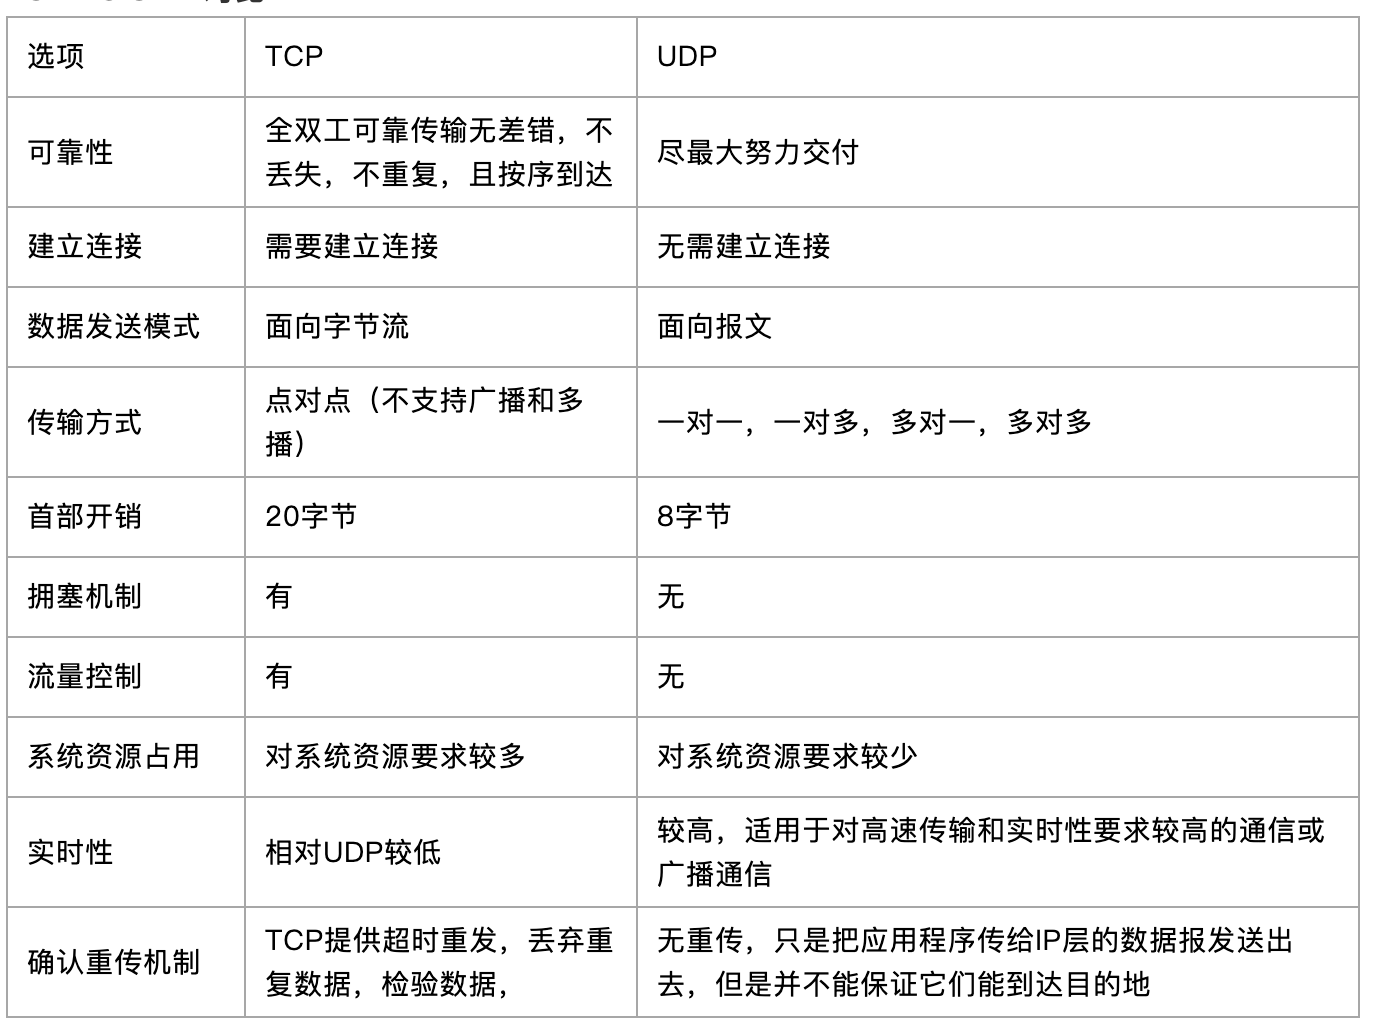 选项 TCP UDP
可靠性 全双工可靠传输无差错，不 尽最大努力交付
丢失，不重复，且按序到达
建立连接 需要建立连接 无需建立连接
数据发送模式 面向字节流 面向报文
传输方式 点对点（不支持广播和多 一对一，一对多，多对一，多对多
播）
首部开销 20字节 8字节
拥塞机制 有 无
流量控制 有 无
系统资源占用 对系统资源要求较多 对系统资源要求较少
实时性 相对UDP较低 较高，适用于对高速传输和实时性要求较高的通信或
广播通信
确认重传机制 TCP提供超时重发，丢弃重 无重传，只是把应用程序传给IP层的数据报发送出
复数据，检验数据， 去，但是并不能保证它们能到达目的地